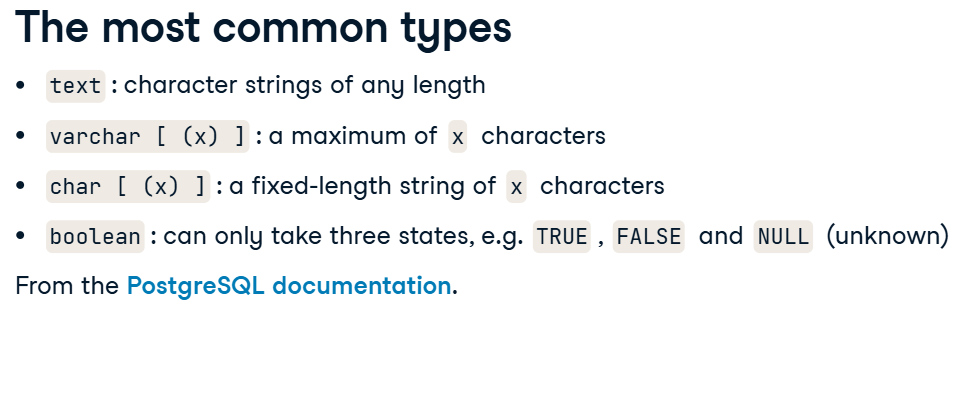 The most common types
• text : character strings of any length
• varchar [ (x) ] : a maximum of x characters
• char [ (x) ] : a fixed-length string of x characters
• boolean : can only take three states, e.g. TRUE , FALSE and NULL (unknown)
From the PostgreSQL documentation.